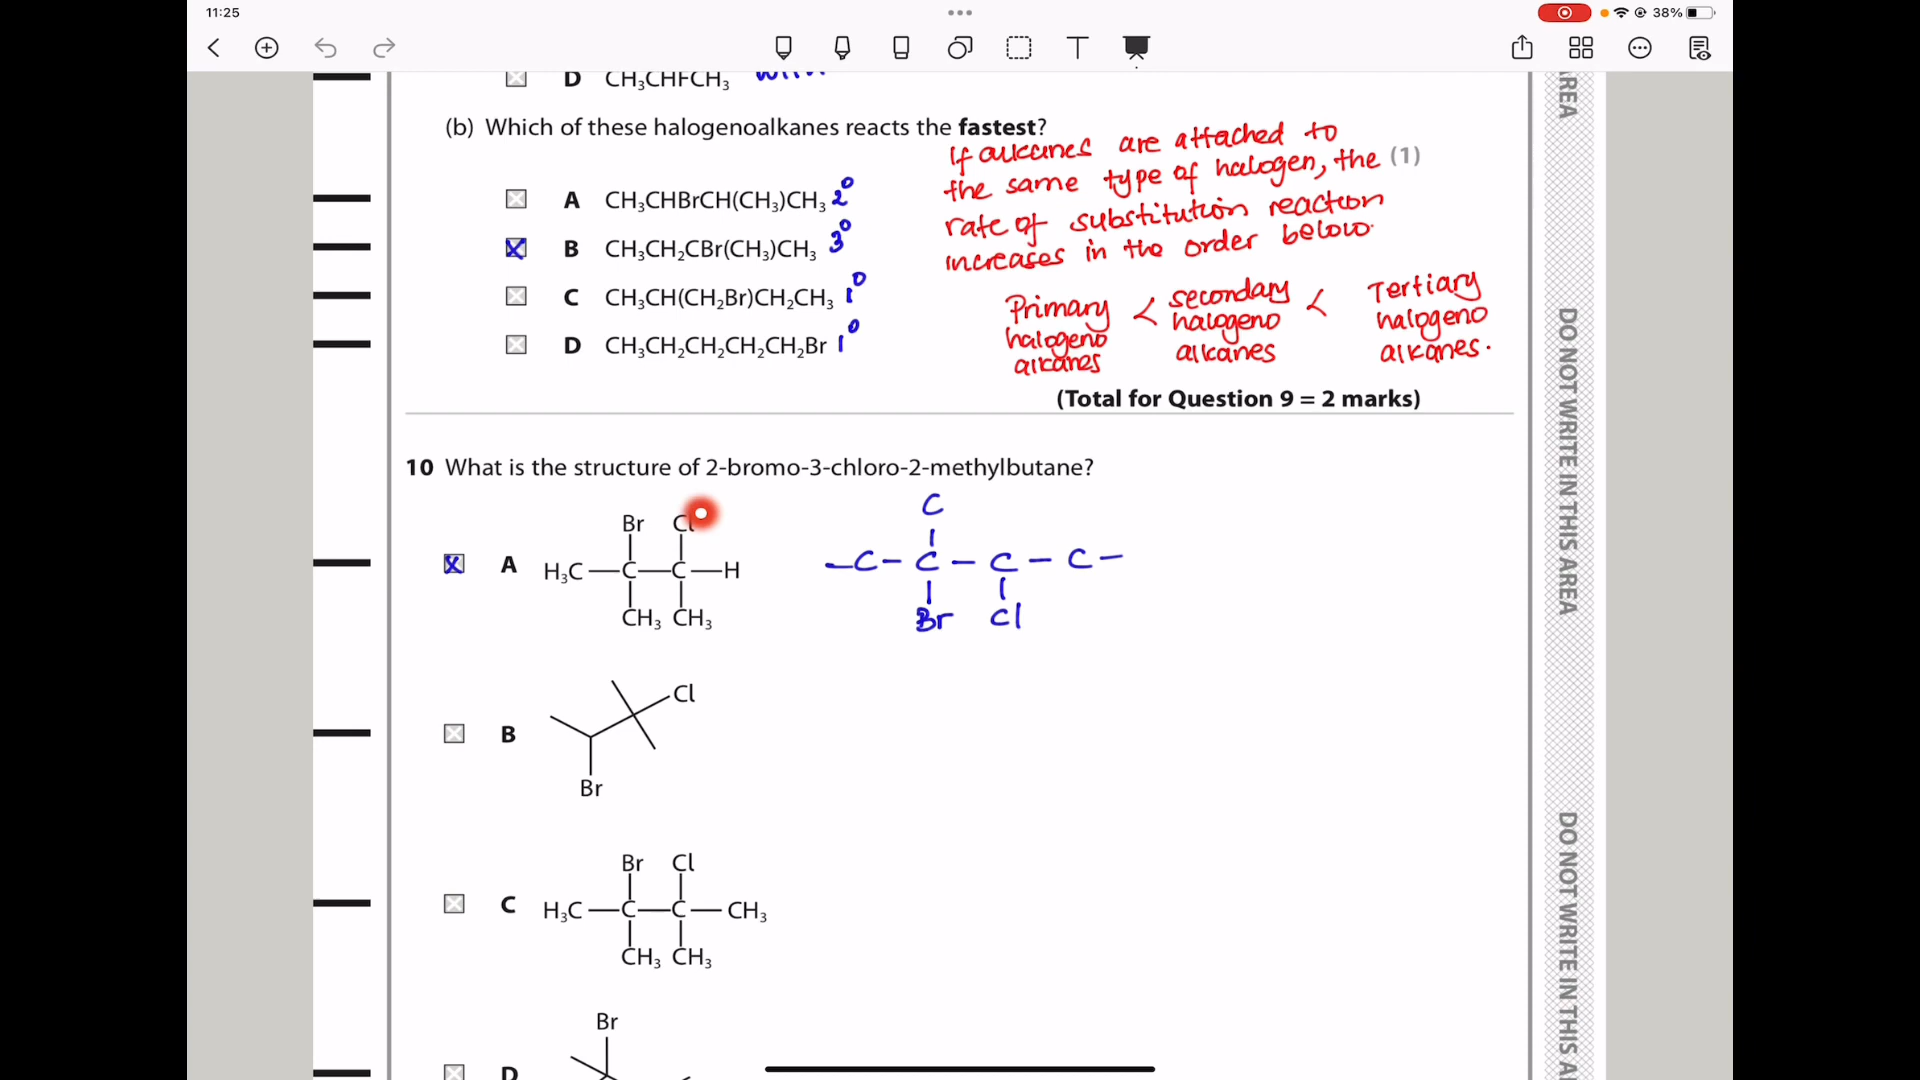 11:25
38%
D CH₃CHFCH₃ with
(b) Which of these halogenoalkanes reacts the fastest?
(1)
If alkanes are attached to
the same type of halogen, the
rate of substitution reaction
increases in the order below.
A CH₃CHBrCH(CH₃)CH₃ 2°
B CH₃CH₂CBr(CH₃)CH₃ 3°
C CH₃CH(CH₂Br)CH₂CH₃ 1°
D CH₃CH₂CH₂CH₂CH₂Br 1°
Primary < secondary < Tertiary
halogeno halogeno halogeno
alkanes alkanes alkanes.
(Total for Question 9 = 2 marks)
10 What is the structure of 2-bromo-3-chloro-2-methylbutane?
Br Cl
A H₃C—C—C—H
CH₃ CH₃
C
—C—C—C—C—
Br Cl
B
Cl
Br
Br Cl
C H₃C—C—C—CH₃
CH₃ CH₃
Br
D
AREA
DO NOT WRITE IN THIS AREA
DO NOT WRITE IN THIS A